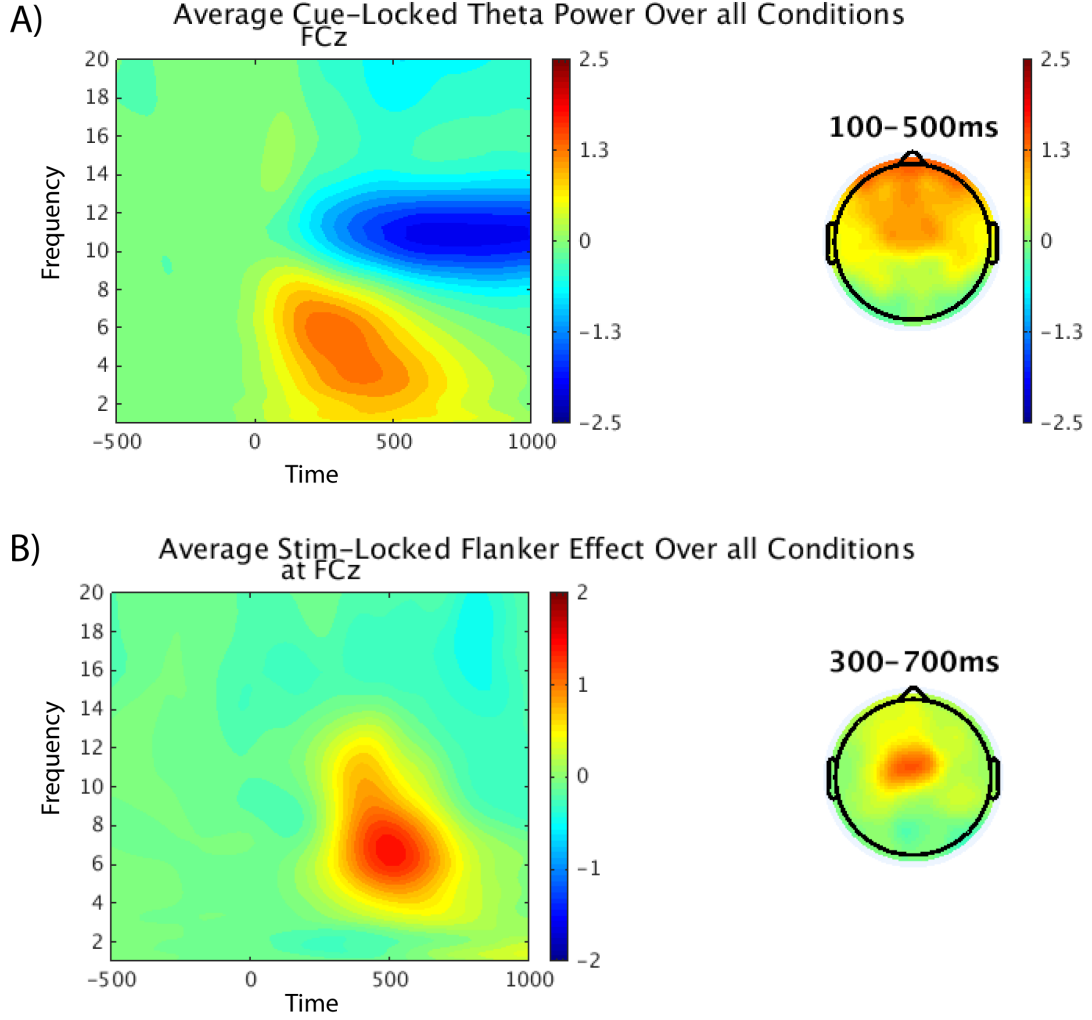 A)
Average Cue-Locked Theta Power Over all Conditions
FCz
20
18
16
14
12
10
8
6
4
2
Frequency
-500 0 500 1000
Time
2.5
1.3
0
-1.3
-2.5
100-500ms
2.5
1.3
0
-1.3
-2.5
B)
Average Stim-Locked Flanker Effect Over all Conditions
at FCz
20
18
16
14
12
10
8
6
4
2
Frequency
-500 0 500 1000
Time
2
1
0
-1
-2
300-700ms